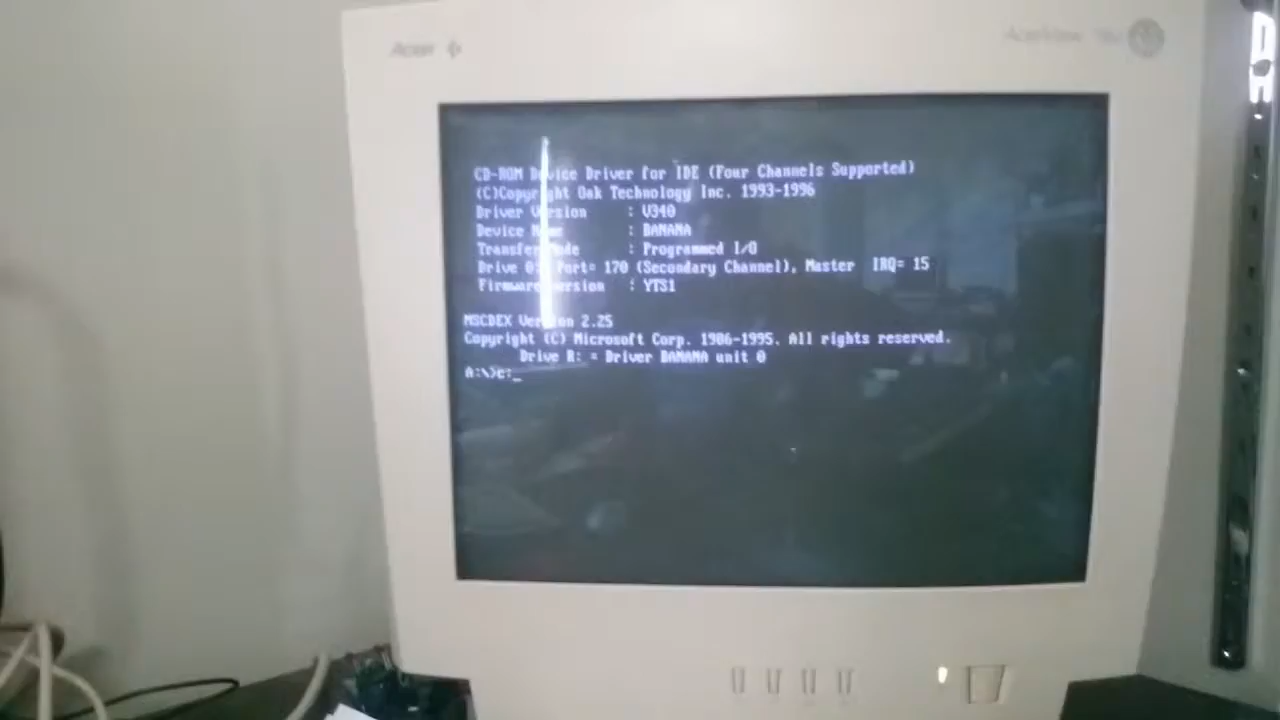 Acer
AcerView
CD-ROM Device Driver for IDE (Four Channels Supported)
(C)Copyright Oak Technology Inc. 1993-1996
Driver Version : V340
Device Name : BANANA
Transfer Mode : Programmed I/O
Drive 0: Port= 170 (Secondary Channel), Master IRQ= 15
Firmware version : YTS1
MSCDEX Version 2.25
Copyright (C) Microsoft Corp. 1986-1995. All rights reserved.
Drive R: = Driver BANANA unit 0
A:\>c:_